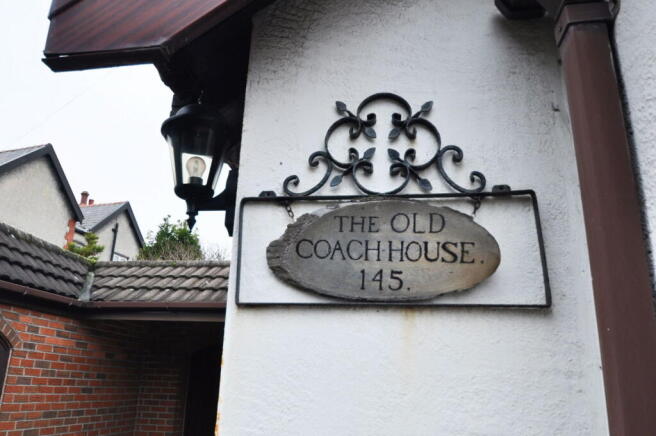 THE OLD
COACH HOUSE.
145.